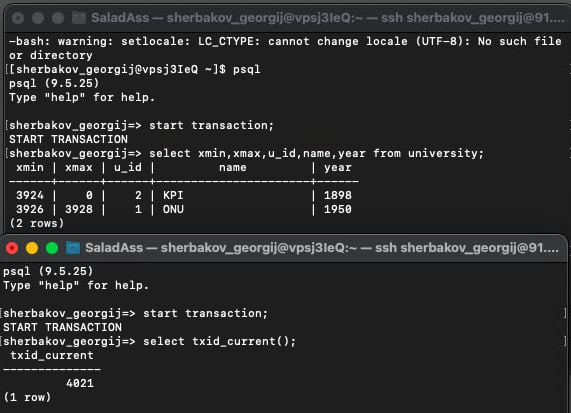 SaladAss — sherbakov_georgij@vpsj3IeQ:~ — ssh sherbakov_georgij@91....
-bash: warning: setlocale: LC_CTYPE: cannot change locale (UTF-8): No such file
or directory
[[sherbakov_georgij@vpsj3IeQ ~]$ psql
psql (9.5.25)
Type "help" for help.
[sherbakov_georgij=> start transaction; ]
START TRANSACTION
[sherbakov_georgij=> select xmin,xmax,u_id,name,year from university; ]
xmin | xmax | u_id | name | year
------+------+------+-----------------------+------
3924 | 0 | 2 | KPI | 1898
3926 | 3928 | 1 | ONU | 1950
(2 rows)
SaladAss — sherbakov_georgij@vpsj3IeQ:~ — ssh sherbakov_georgij@91....
psql (9.5.25)
Type "help" for help.
[sherbakov_georgij=> start transaction; ]
START TRANSACTION
[sherbakov_georgij=> select txid_current(); ]
txid_current
--------------
4021
(1 row)